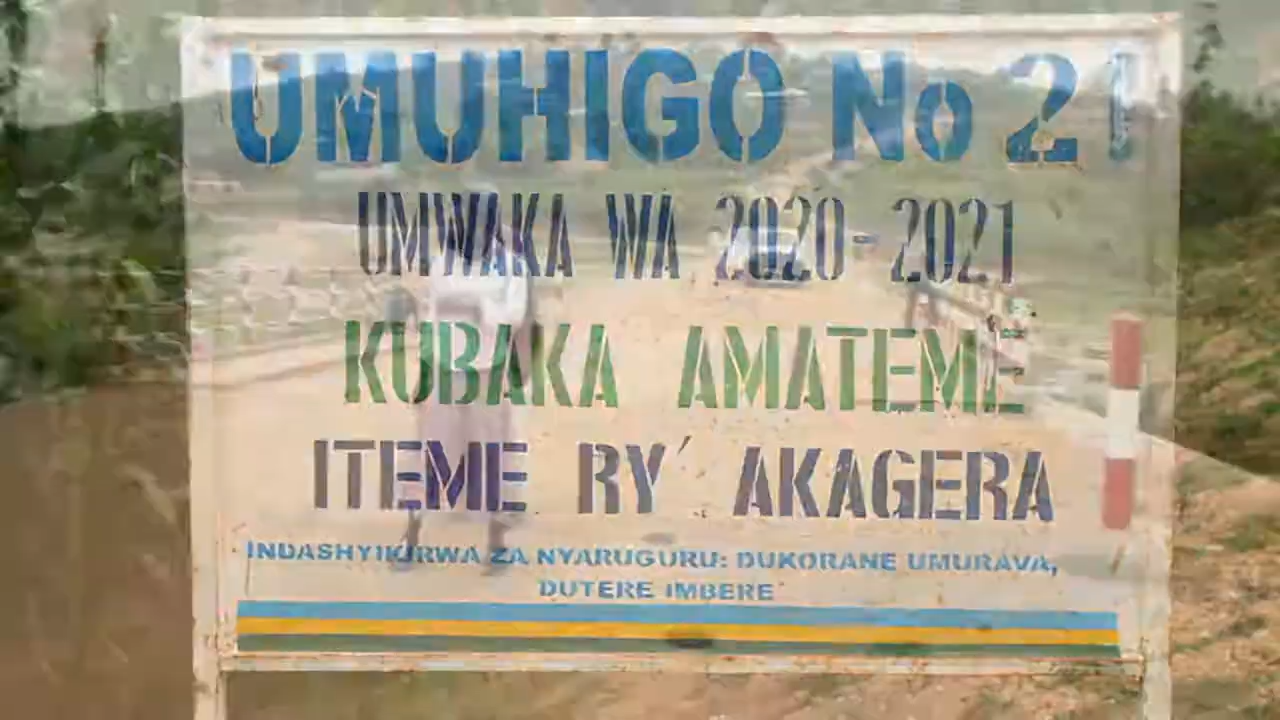 UMUHIGO No 21
UMWAKA WA 2020-2021
KUBAKA AMATEME
ITEME RY' AKAGERA
INDASHYIKIRWA ZA NYARUGURU: DUKORANE UMURAVA,
DUTERE IMBERE